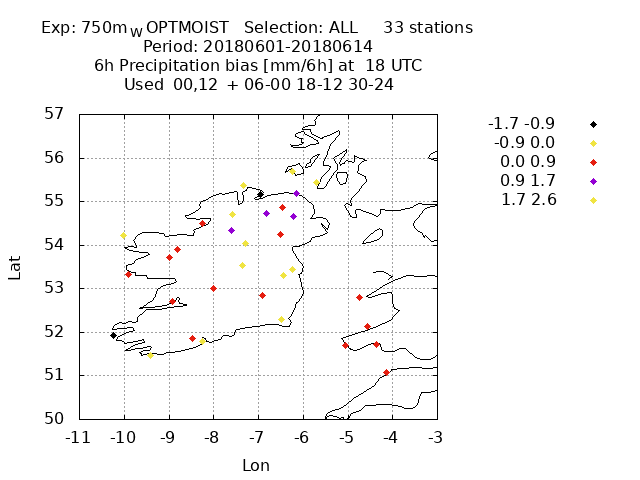 Exp: 750m_W OPTMOIST   Selection: ALL     33 stations
Period: 20180601-20180614
6h Precipitation bias [mm/6h] at  18 UTC
Used  00,12  + 06-00 18-12 30-24
-1.7 -0.9
-0.9 0.0
0.0 0.9
0.9 1.7
1.7 2.6
57
56
55
54
53
52
51
50
Lat
-11 -10 -9 -8 -7 -6 -5 -4 -3
Lon